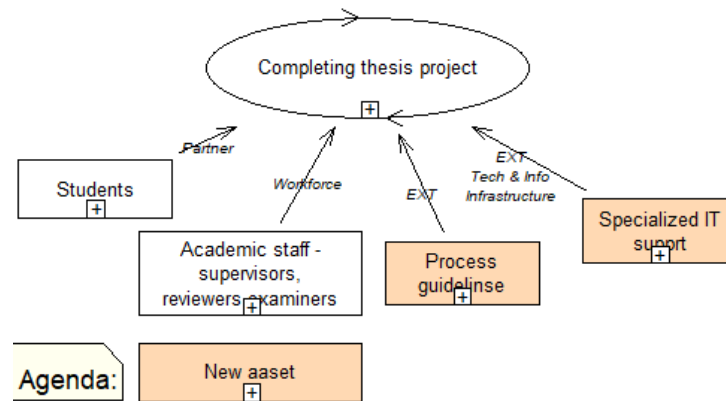 Completing thesis project
Partner
Students
Workforce
EXT
EXT
Tech & Info
Infrastructure
Academic staff -
supervisors,
reviewers examiners
Process
guidelinse
Specialized IT
support
Agenda:
New aaset